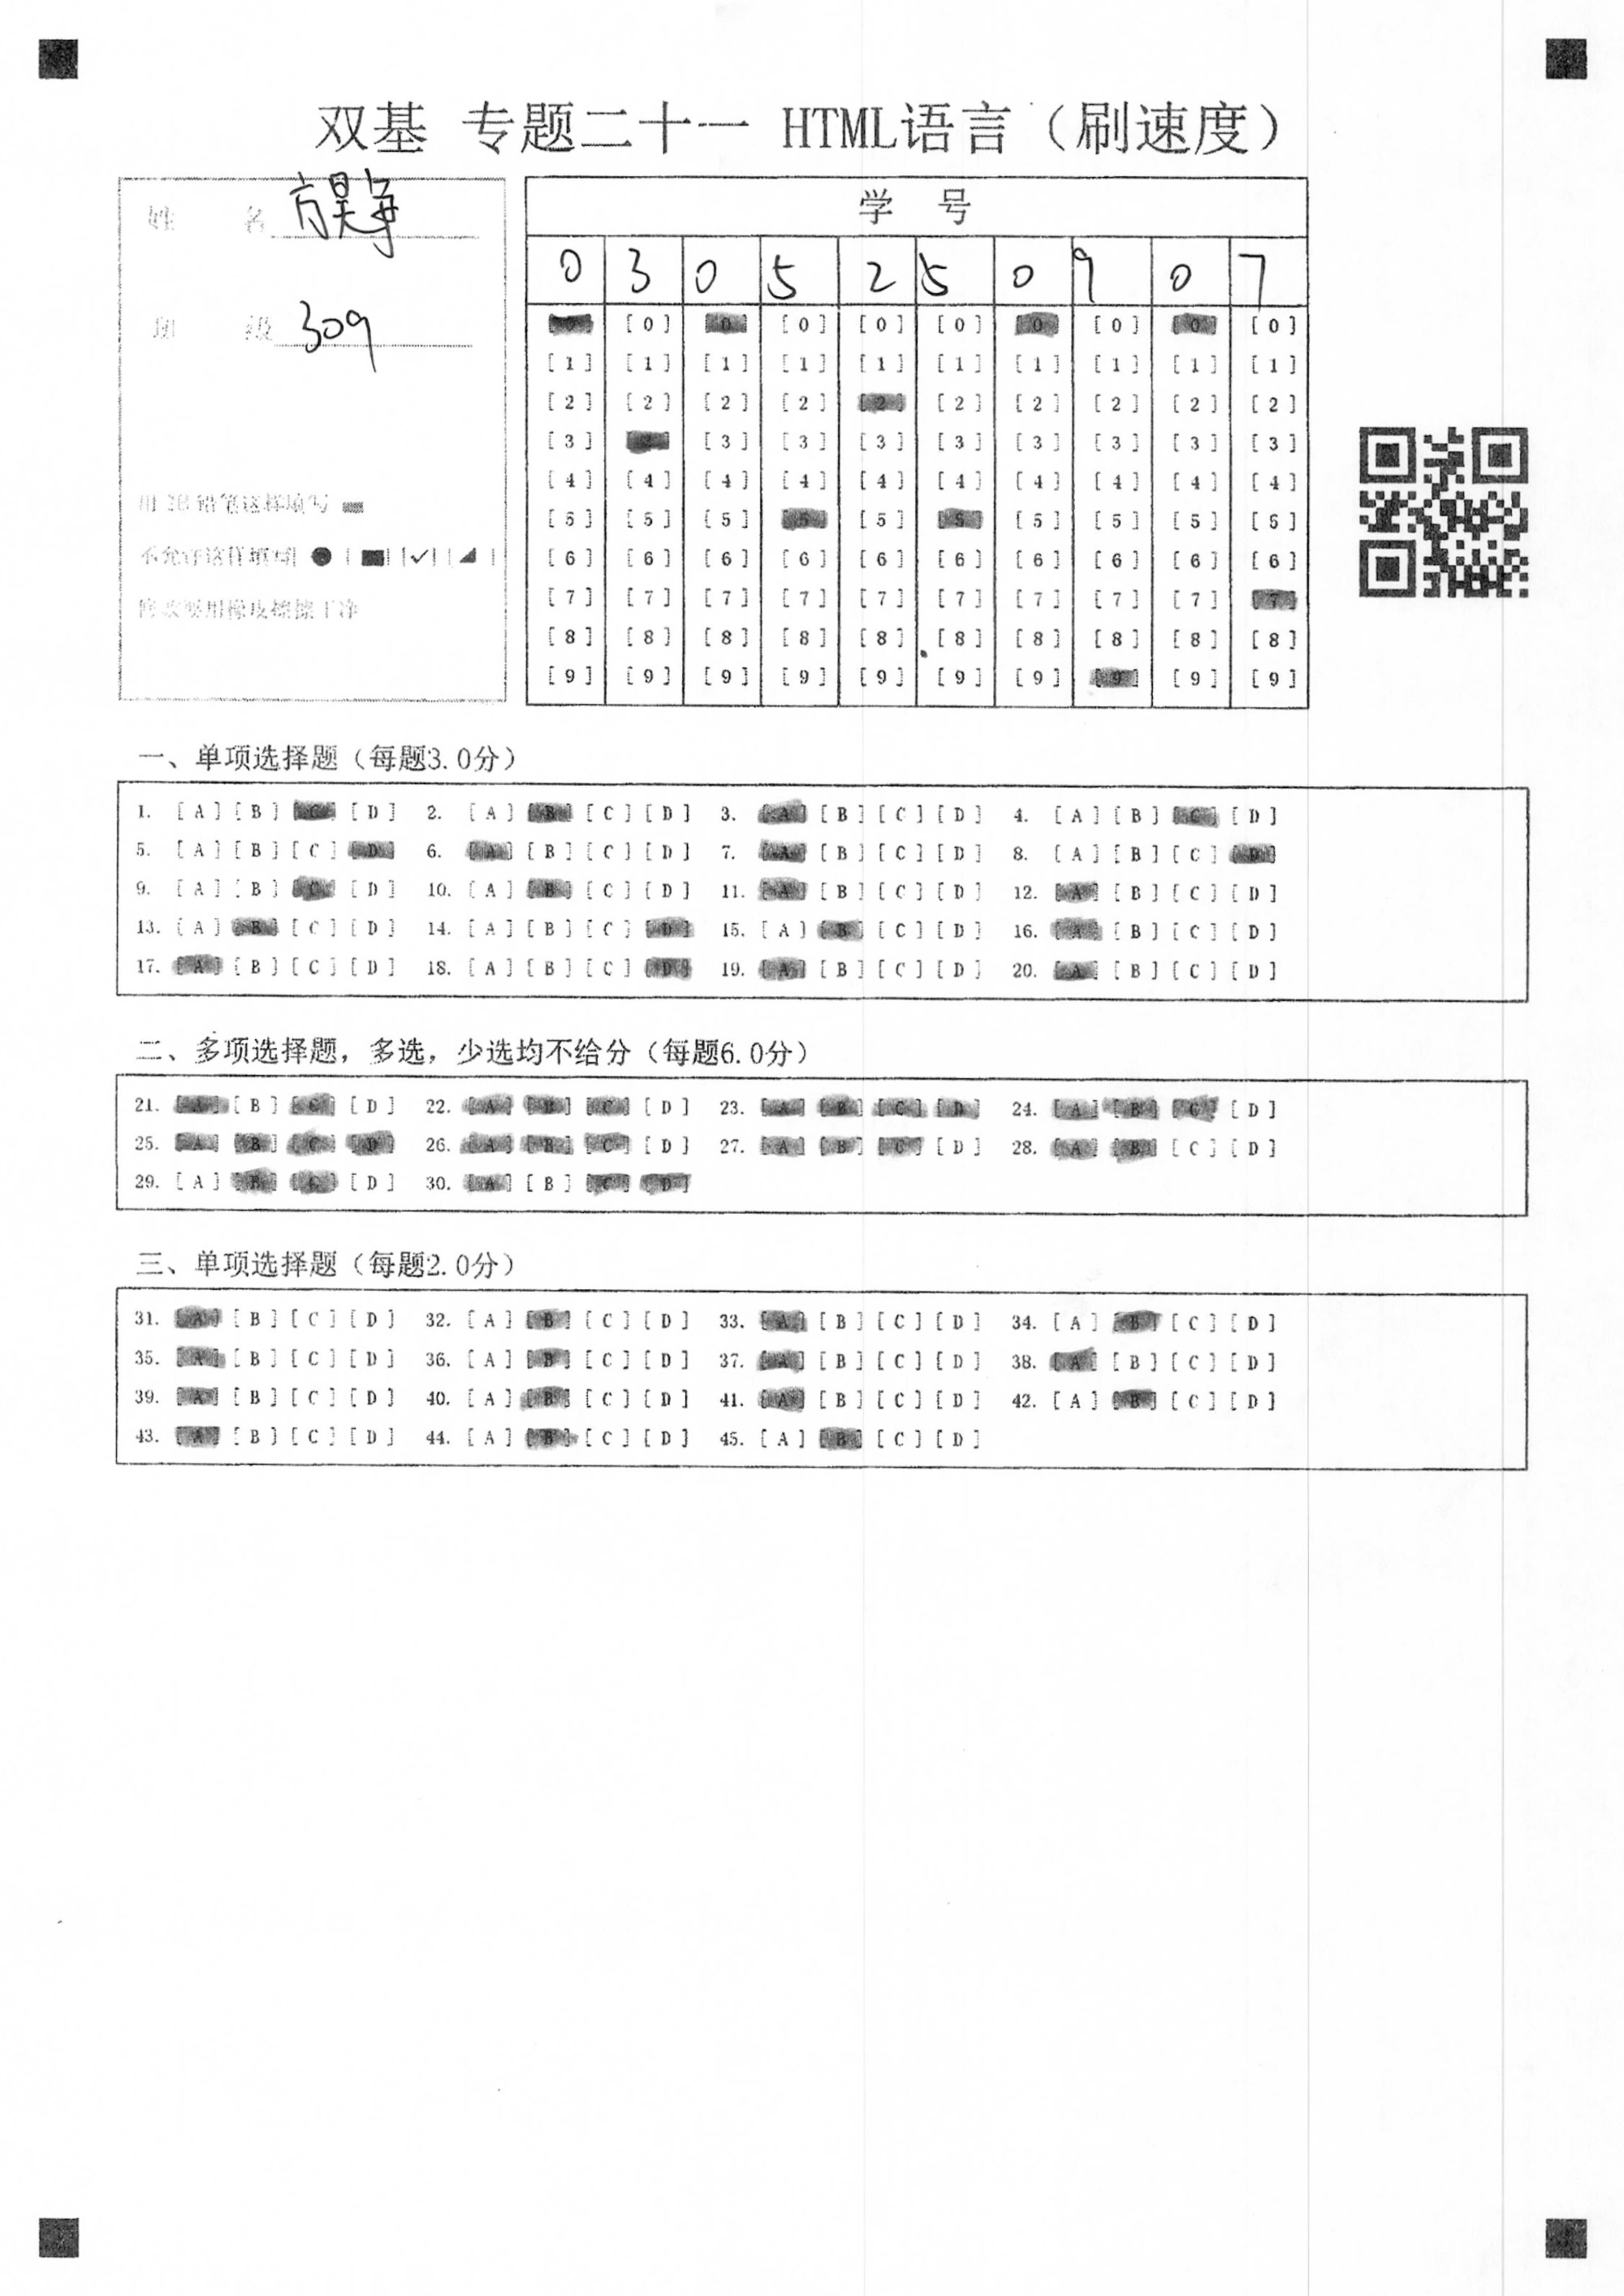 双基 专题二十一 HTML语言（刷速度）
姓 名 方昊争
班 级 309
用 2B 铅笔这样填写
不允许这样填写[●] [■] [✓] [◢]
修改要用橡皮擦擦干净
学 号
0 3 0 5 2 5 0 9 0 7
[0] [0] [0] [0] [0] [0] [0] [0] [0] [0]
[1] [1] [1] [1] [1] [1] [1] [1] [1] [1]
[2] [2] [2] [2] [2] [2] [2] [2] [2] [2]
[3] [3] [3] [3] [3] [3] [3] [3] [3] [3]
[4] [4] [4] [4] [4] [4] [4] [4] [4] [4]
[5] [5] [5] [5] [5] [5] [5] [5] [5] [5]
[6] [6] [6] [6] [6] [6] [6] [6] [6] [6]
[7] [7] [7] [7] [7] [7] [7] [7] [7] [7]
[8] [8] [8] [8] [8] [8] [8] [8] [8] [8]
[9] [9] [9] [9] [9] [9] [9] [9] [9] [9]
一、单项选择题（每题3.0分）
1. [A] [B] [C] [D] 2. [A] [B] [C] [D] 3. [A] [B] [C] [D] 4. [A] [B] [C] [D]
5. [A] [B] [C] [D] 6. [A] [B] [C] [D] 7. [A] [B] [C] [D] 8. [A] [B] [C] [D]
9. [A] [B] [C] [D] 10. [A] [B] [C] [D] 11. [A] [B] [C] [D] 12. [A] [B] [C] [D]
13. [A] [B] [C] [D] 14. [A] [B] [C] [D] 15. [A] [B] [C] [D] 16. [A] [B] [C] [D]
17. [A] [B] [C] [D] 18. [A] [B] [C] [D] 19. [A] [B] [C] [D] 20. [A] [B] [C] [D]
二、多项选择题，多选，少选均不给分（每题6.0分）
21. [A] [B] [C] [D] 22. [A] [B] [C] [D] 23. [A] [B] [C] [D] 24. [A] [B] [C] [D]
25. [A] [B] [C] [D] 26. [A] [B] [C] [D] 27. [A] [B] [C] [D] 28. [A] [B] [C] [D]
29. [A] [B] [C] [D] 30. [A] [B] [C] [D]
三、单项选择题（每题2.0分）
31. [A] [B] [C] [D] 32. [A] [B] [C] [D] 33. [A] [B] [C] [D] 34. [A] [B] [C] [D]
35. [A] [B] [C] [D] 36. [A] [B] [C] [D] 37. [A] [B] [C] [D] 38. [A] [B] [C] [D]
39. [A] [B] [C] [D] 40. [A] [B] [C] [D] 41. [A] [B] [C] [D] 42. [A] [B] [C] [D]
43. [A] [B] [C] [D] 44. [A] [B] [C] [D] 45. [A] [B] [C] [D]